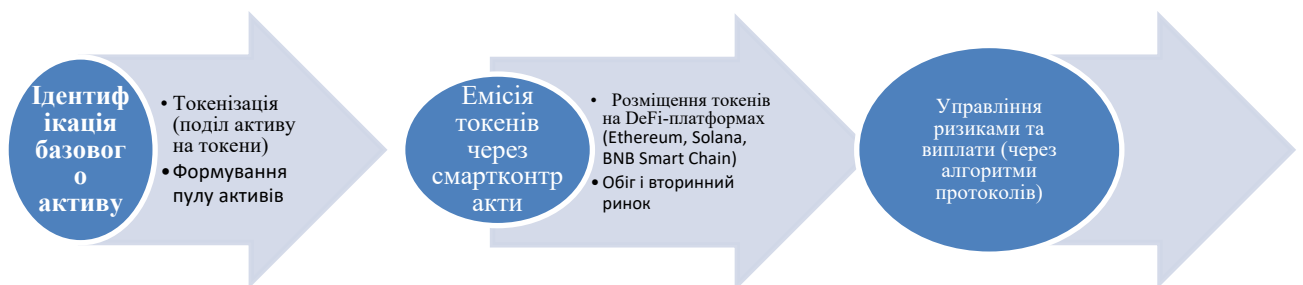 Ідентиф
ікація
базовог
о
активу
• Токенізація
(поділ активу
на токени)
• Формування
пулу активів
Емісія
токенів
через
смартконтр
акти
• Розміщення токенів
на DeFi-платформах
(Ethereum, Solana,
BNB Smart Chain)
• Обіг і вторинний
ринок
Управління
ризиками та
виплати (через
алгоритми
протоколів)